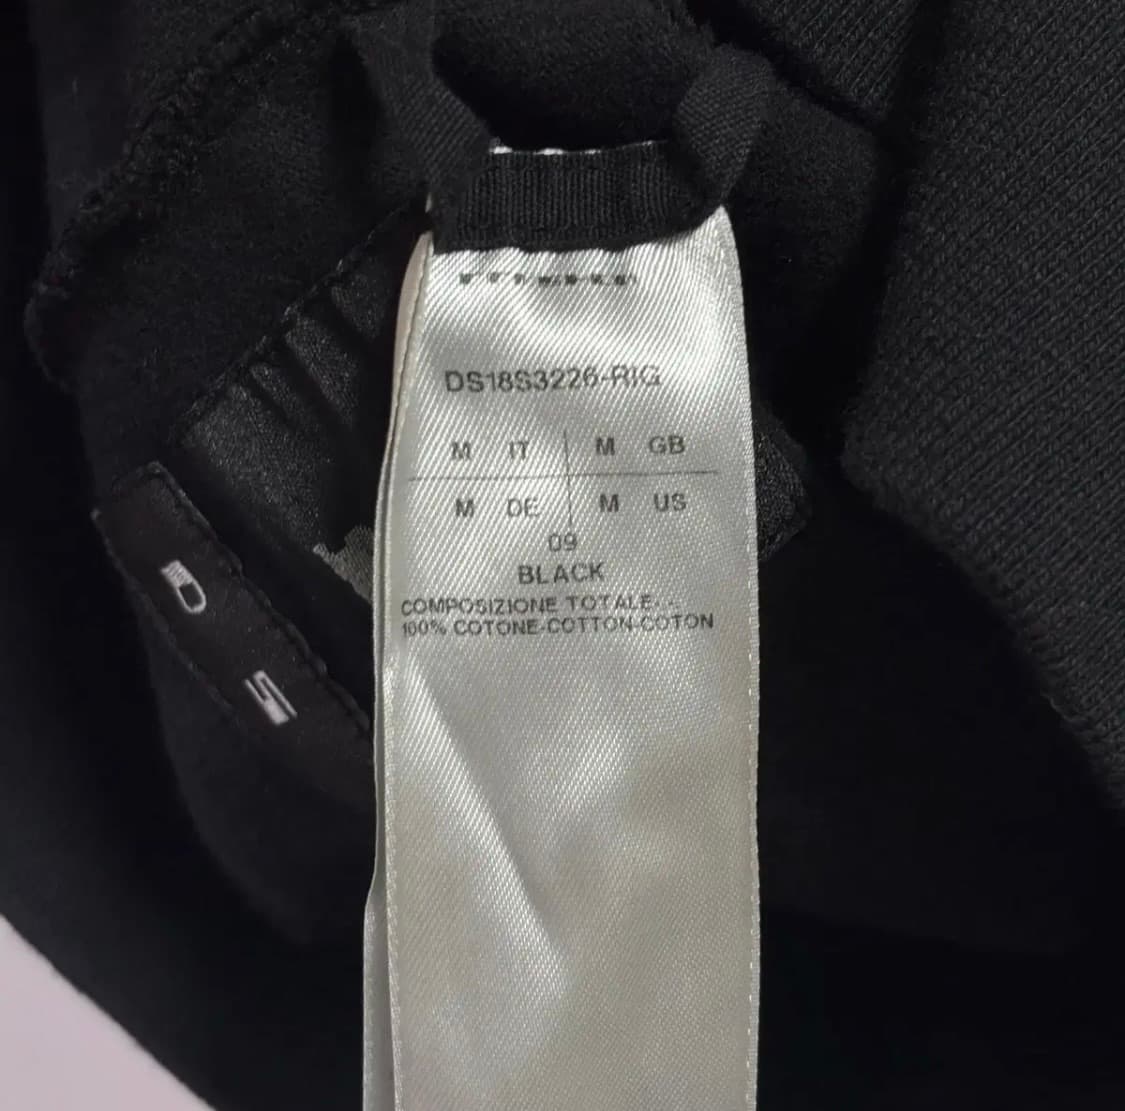 DS18S3226-RIG
M IT M GB
M DE M US
09
BLACK
COMPOSIZIONE TOTALE- -
100% COTONE-COTTON-COTON